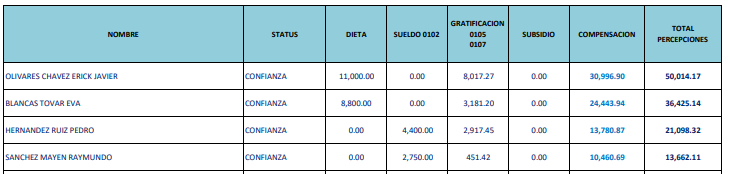 NOMBRE STATUS DIETA SUELDO 0102 GRATIFICACION 0105 0107 SUBSIDIO COMPENSACION TOTAL PERCEPCIONES
OLIVARES CHAVEZ ERICK JAVIER CONFIANZA 11,000.00 0.00 8,017.27 0.00 30,996.90 50,014.17
BLANCAS TOVAR EVA CONFIANZA 8,800.00 0.00 3,181.20 0.00 24,443.94 36,425.14
HERNANDEZ RUIZ PEDRO CONFIANZA 0.00 4,400.00 2,917.45 0.00 13,780.87 21,098.32
SANCHEZ MAYEN RAYMUNDO CONFIANZA 0.00 2,750.00 451.42 0.00 10,460.69 13,662.11